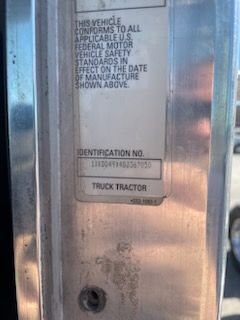 THIS VEHICLE
CONFORMS TO ALL
APPLICABLE U.S.
FEDERAL MOTOR
VEHICLE SAFETY
STANDARDS IN
EFFECT ON THE DATE
OF MANUFACTURE
SHOWN ABOVE.
IDENTIFICATION NO.
TRUCK TRACTOR